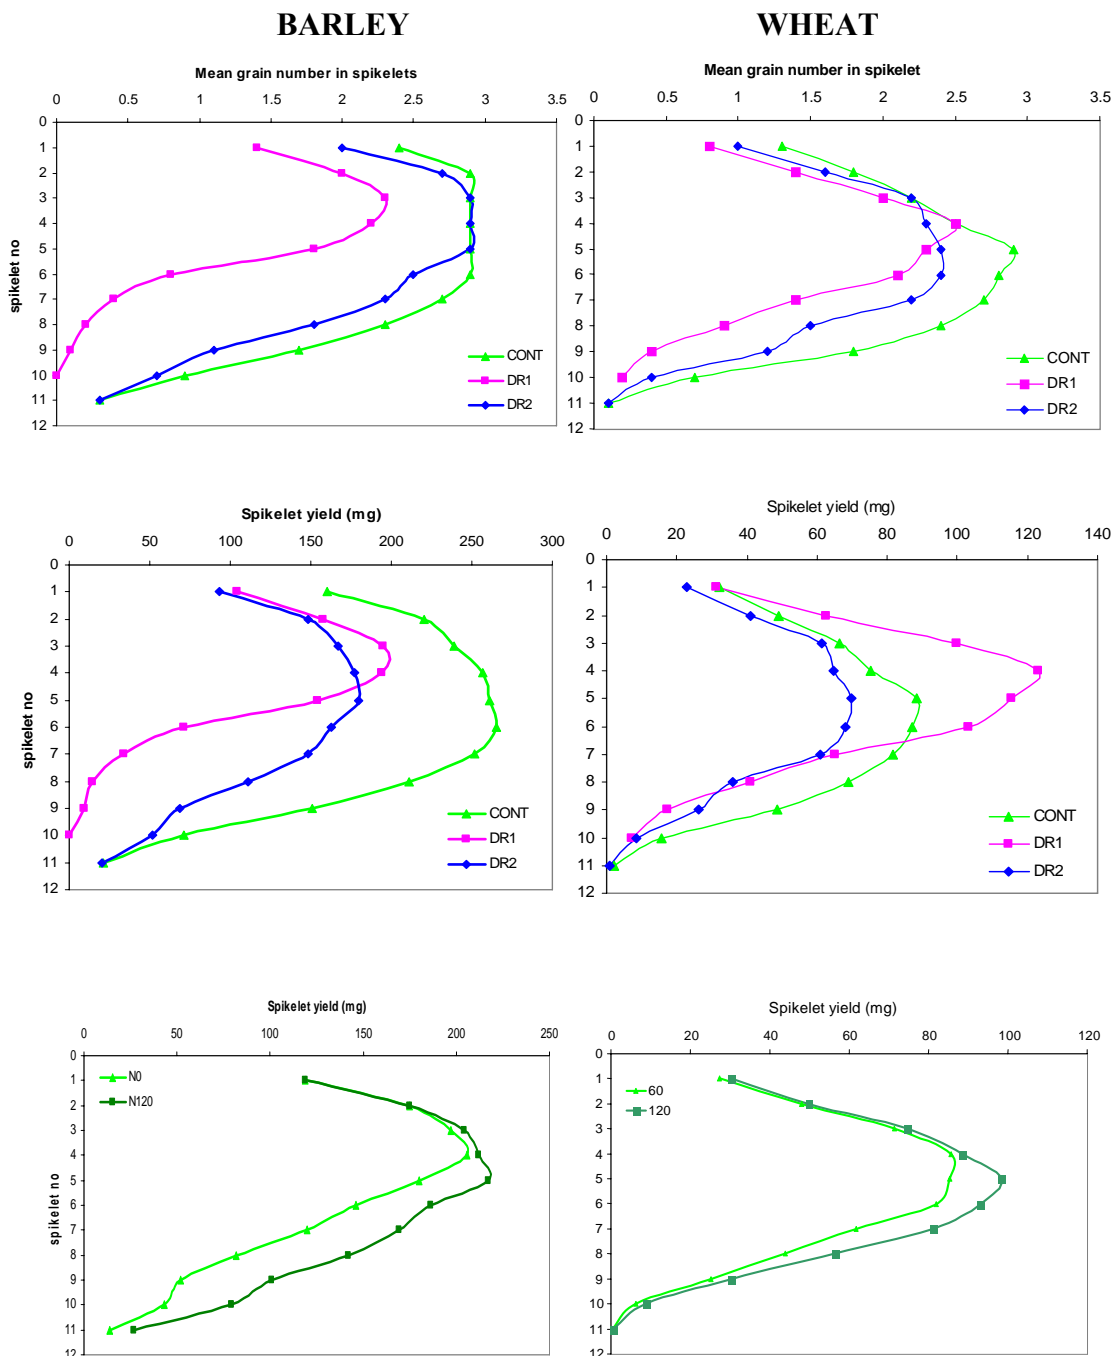 BARLEY
WHEAT
Mean grain number in spikelets
0 0.5 1 1.5 2 2.5 3 3.5
spikelet no
0
1
2
3
4
5
6
7
8
9
10
11
12
CONT
DR1
DR2
Mean grain number in spikelet
0 0.5 1 1.5 2 2.5 3 3.5
0
1
2
3
4
5
6
7
8
9
10
11
12
CONT
DR1
DR2
Spikelet yield (mg)
0 50 100 150 200 250 300
spikelet no
0
1
2
3
4
5
6
7
8
9
10
11
12
CONT
DR1
DR2
Spikelet yield (mg)
0 20 40 60 80 100 120 140
0
1
2
3
4
5
6
7
8
9
10
11
12
CONT
DR1
DR2
Spikelet yield (mg)
0 50 100 150 200 250
spikelet no
0
1
2
3
4
5
6
7
8
9
10
11
12
N0
N120
Spikelet yield (mg)
0 20 40 60 80 100 120
0
1
2
3
4
5
6
7
8
9
10
11
12
60
120